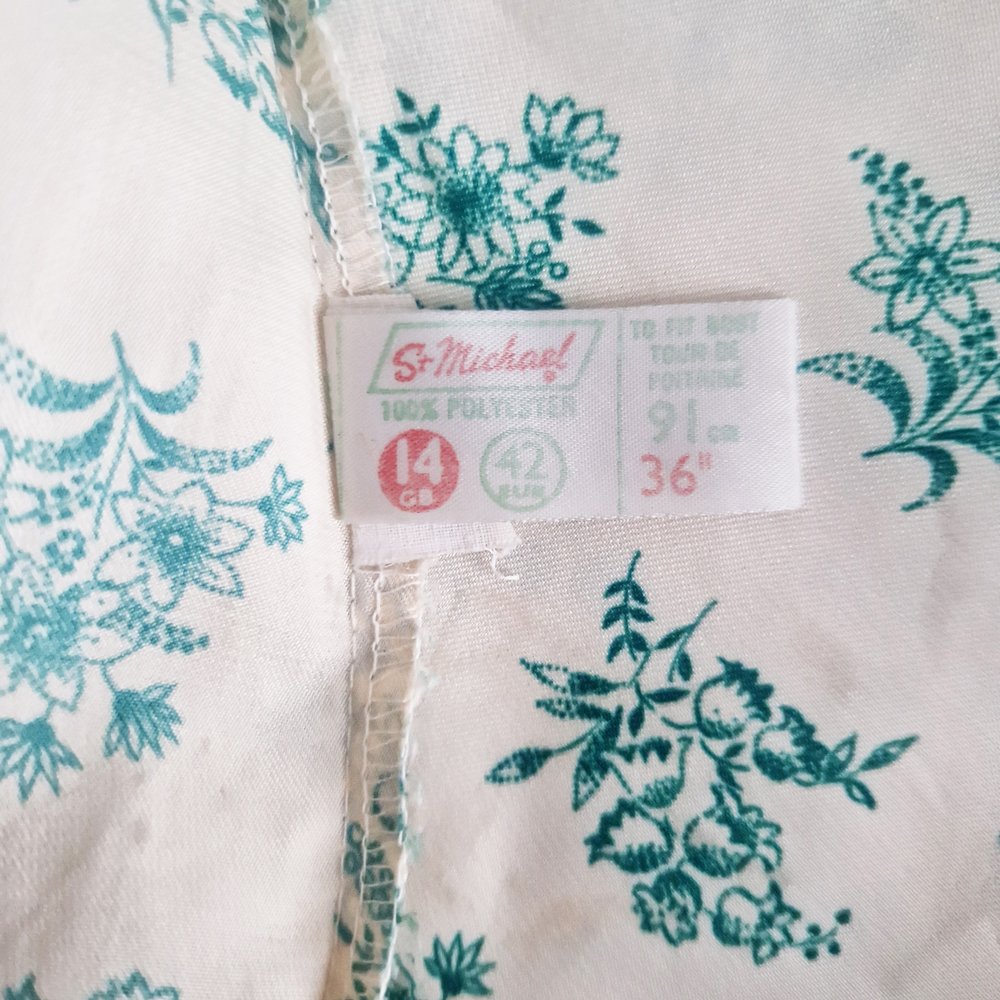 St Michael
®
100% POLYESTER
14
GB
42
EUR
TO FIT BUST
TOUR DE
POITRINE
91 cm
36"